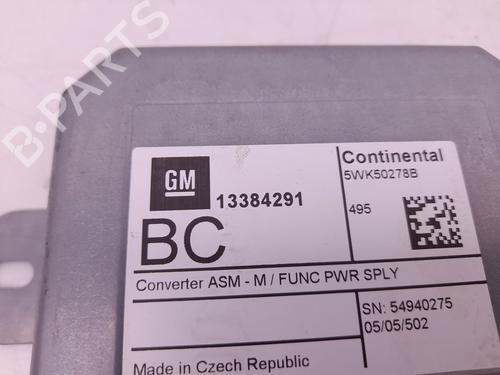 B-PARTS
GM
13384291
BC
Continental
5WK50278B
495
Converter ASM - M / FUNC PWR SPLY
SN: 54940275
05/05/502
Made in Czech Republic